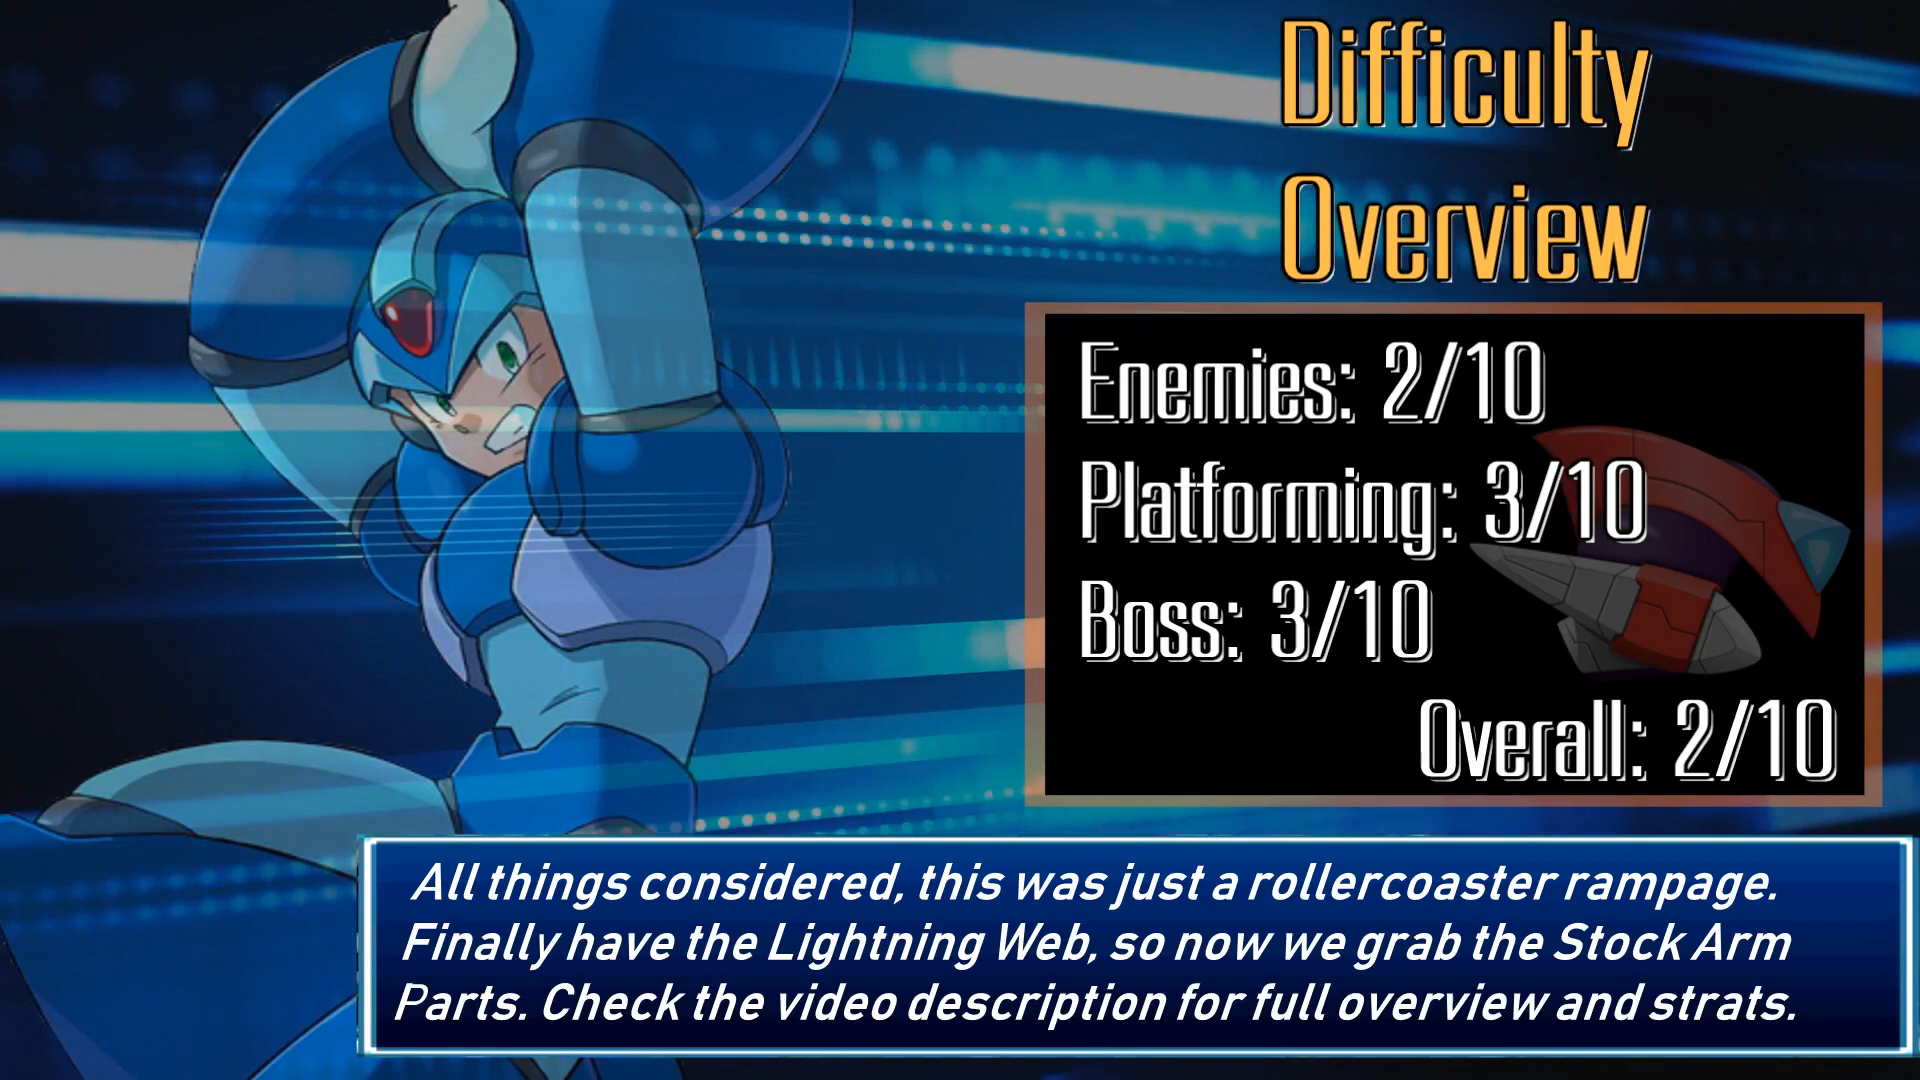 Difficulty
Overview
Enemies: 2/10
Platforming: 3/10
Boss: 3/10
Overall: 2/10
All things considered, this was just a rollercoaster rampage.
Finally have the Lightning Web, so now we grab the Stock Arm
Parts. Check the video description for full overview and strats.